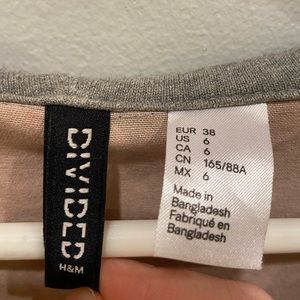 DIVIDED
H&M
EUR 38
US 6
CA 6
CN 165/88A
MX 6
Made in
Bangladesh
Fabriqué en
Bangladesh